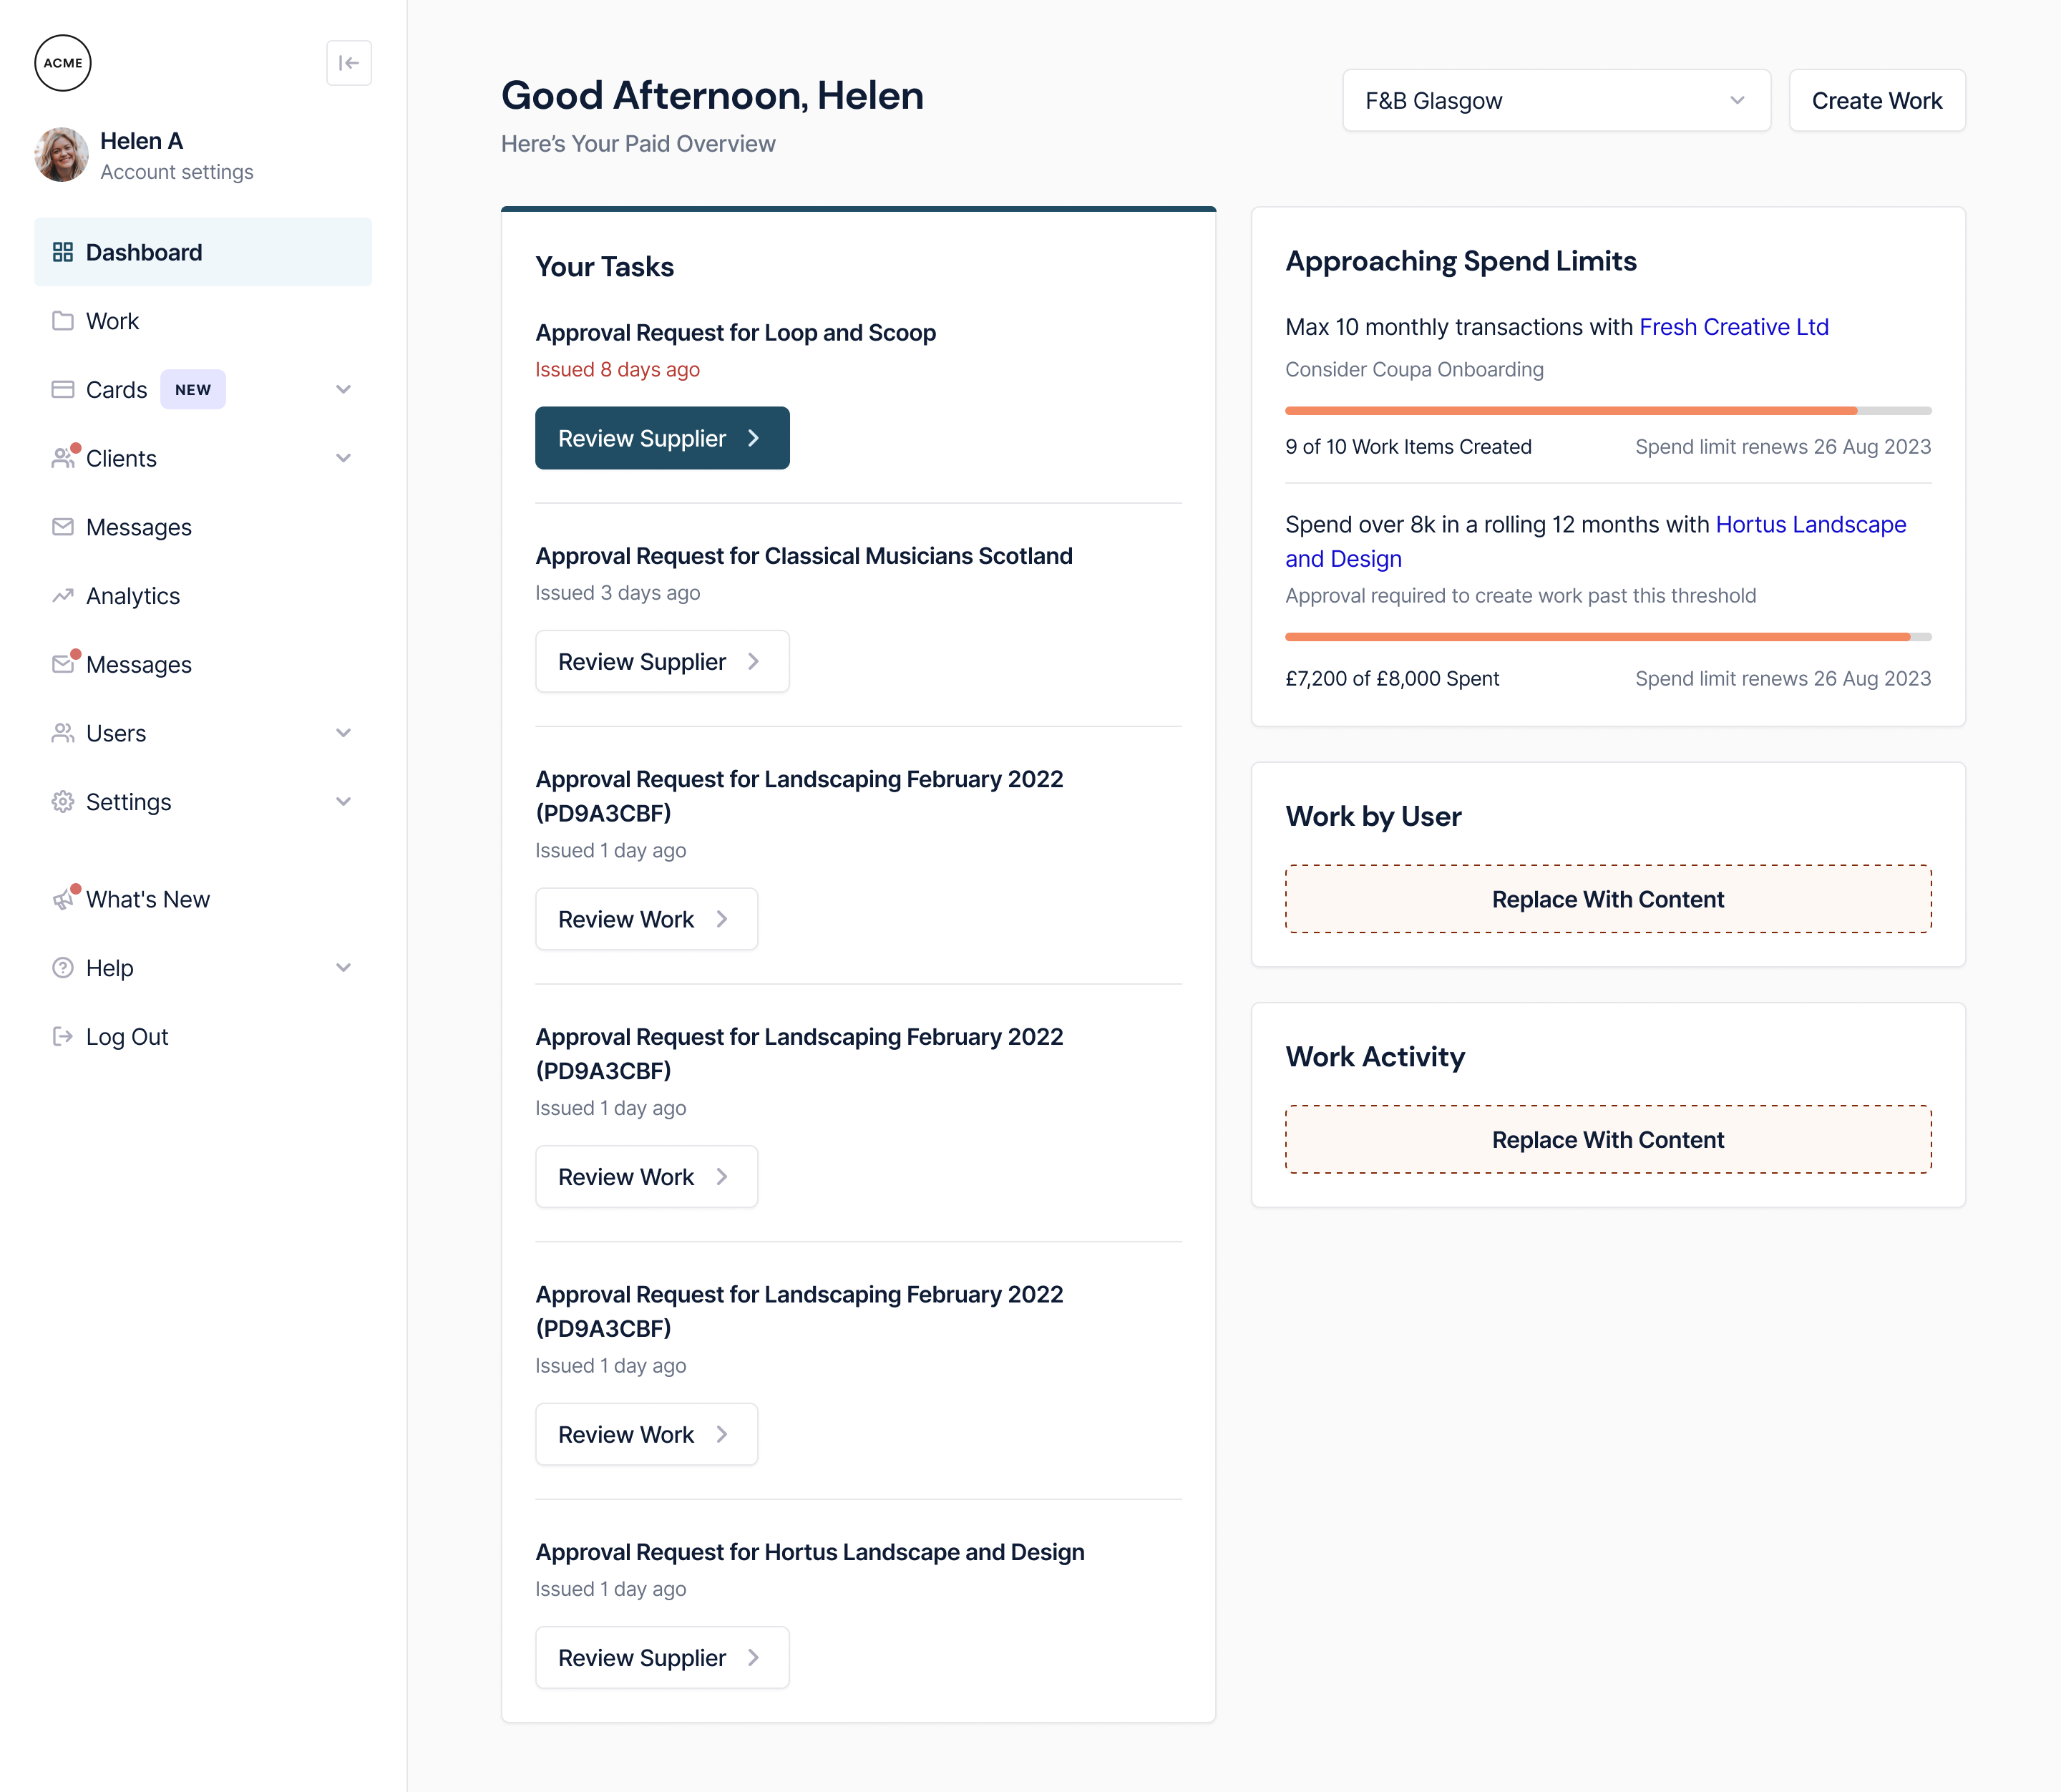 ACME
Helen A
Account settings
Dashboard
Work
Cards NEW
Clients
Messages
Analytics
Messages
Users
Settings
What's New
Help
Log Out
Good Afternoon, Helen
Here’s Your Paid Overview
F&B Glasgow
Create Work
Your Tasks
Approval Request for Loop and Scoop
Issued 8 days ago
Review Supplier
Approval Request for Classical Musicians Scotland
Issued 3 days ago
Review Supplier
Approval Request for Landscaping February 2022
(PD9A3CBF)
Issued 1 day ago
Review Work
Approval Request for Landscaping February 2022
(PD9A3CBF)
Issued 1 day ago
Review Work
Approval Request for Landscaping February 2022
(PD9A3CBF)
Issued 1 day ago
Review Work
Approval Request for Hortus Landscape and Design
Issued 1 day ago
Review Supplier
Approaching Spend Limits
Max 10 monthly transactions with Fresh Creative Ltd
Consider Coupa Onboarding
9 of 10 Work Items Created
Spend limit renews 26 Aug 2023
Spend over 8k in a rolling 12 months with Hortus Landscape
and Design
Approval required to create work past this threshold
£7,200 of £8,000 Spent
Spend limit renews 26 Aug 2023
Work by User
Replace With Content
Work Activity
Replace With Content